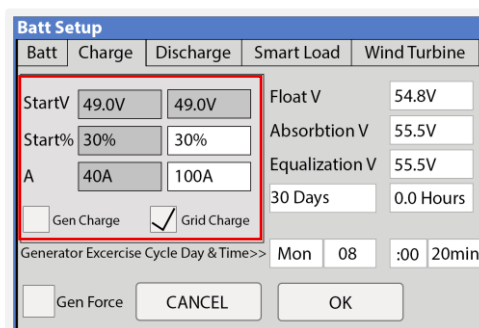 Batt Setup
Batt Charge Discharge Smart Load Wind Turbine
StartV 49.0V 49.0V Float V 54.8V
Start% 30% 30% Absorbtion V 55.5V
Equalization V 55.5V
A 40A 100A
30 Days 0.0 Hours
Gen Charge Grid Charge
Generator Excercise Cycle Day & Time>> Mon 08 :00 20min
Gen Force CANCEL OK